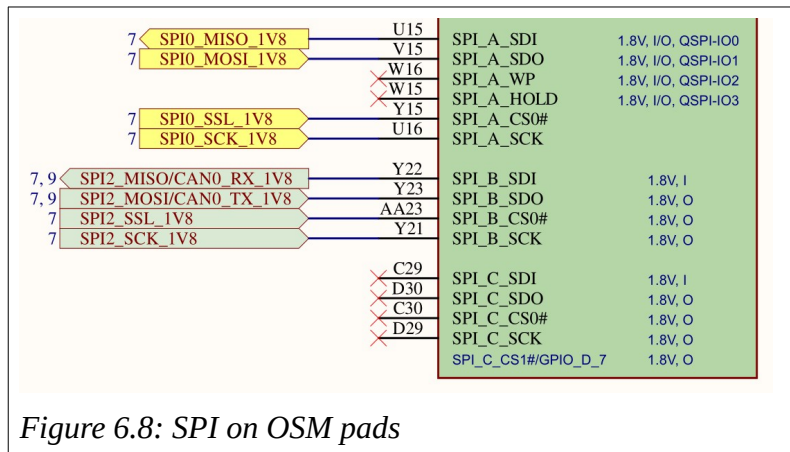 U15
7 SPI0_MISO_1V8 SPI_A_SDI 1.8V, I/O, QSPI-IO0
V15
7 SPI0_MOSI_1V8 SPI_A_SDO 1.8V, I/O, QSPI-IO1
W16
SPI_A_WP 1.8V, I/O, QSPI-IO2
W15
SPI_A_HOLD 1.8V, I/O, QSPI-IO3
Y15
7 SPI0_SSL_1V8 SPI_A_CS0#
U16
7 SPI0_SCK_1V8 SPI_A_SCK
Y22
7, 9 SPI2_MISO/CAN0_RX_1V8 SPI_B_SDI 1.8V, I
Y23
7, 9 SPI2_MOSI/CAN0_TX_1V8 SPI_B_SDO 1.8V, O
AA23
7 SPI2_SSL_1V8 SPI_B_CS0# 1.8V, O
Y21
7 SPI2_SCK_1V8 SPI_B_SCK 1.8V, O
C29
SPI_C_SDI 1.8V, I
D30
SPI_C_SDO 1.8V, O
C30
SPI_C_CS0# 1.8V, O
D29
SPI_C_SCK 1.8V, O
SPI_C_CS1#/GPIO_D_7 1.8V, O
Figure 6.8: SPI on OSM pads